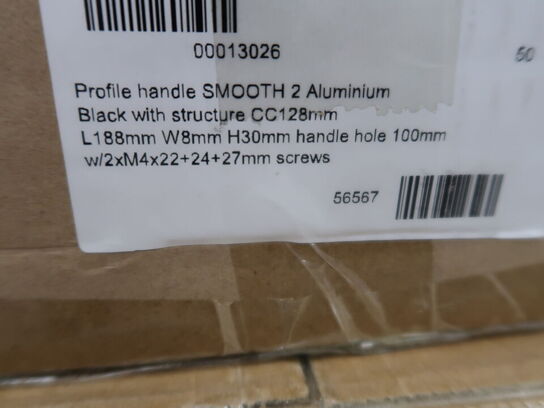 00013026
50
Profile handle SMOOTH 2 Aluminium
Black with structure CC128mm
L188mm W8mm H30mm handle hole 100mm
w/2xM4x22+24+27mm screws
56567